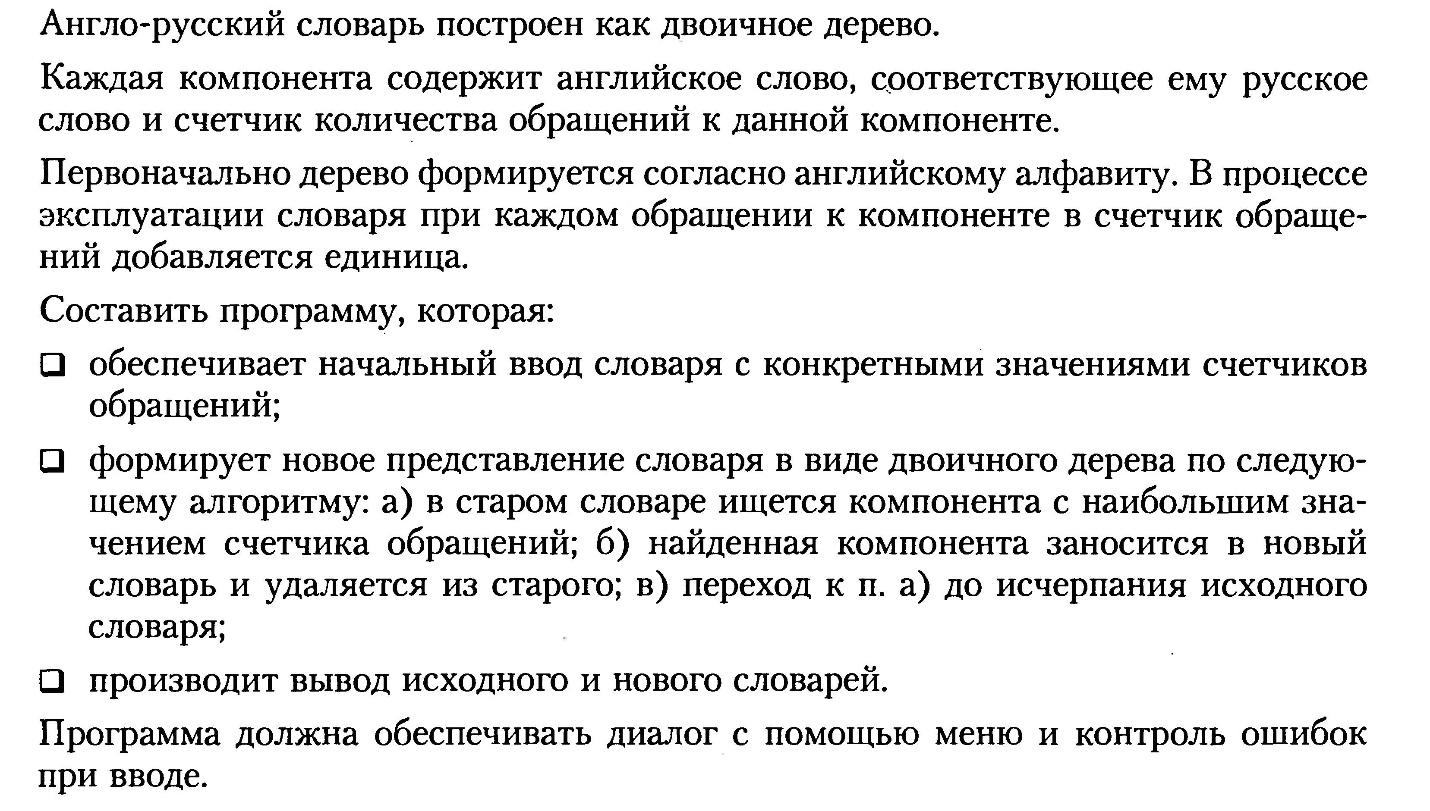 Англо-русский словарь построен как двоичное дерево.
Каждая компонента содержит английское слово, соответствующее ему русское
слово и счетчик количества обращений к данной компоненте.
Первоначально дерево формируется согласно английскому алфавиту. В процессе
эксплуатации словаря при каждом обращении к компоненте в счетчик обраще-
ний добавляется единица.
Составить программу, которая:
❑ обеспечивает начальный ввод словаря с конкретными значениями счетчиков
обращений;
❑ формирует новое представление словаря в виде двоичного дерева по следую-
щему алгоритму: а) в старом словаре ищется компонента с наибольшим зна-
чением счетчика обращений; б) найденная компонента заносится в новый
словарь и удаляется из старого; в) переход к п. а) до исчерпания исходного
словаря;
❑ производит вывод исходного и нового словарей.
Программа должна обеспечивать диалог с помощью меню и контроль ошибок
при вводе.